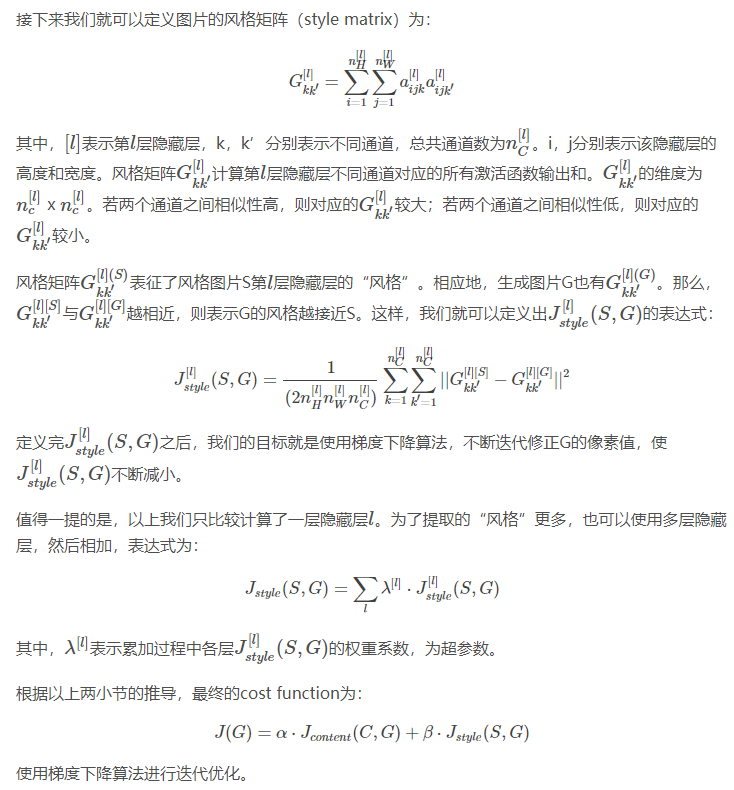 接下来我们就可以定义图片的风格矩阵（style matrix）为：
$$G_{kk'}^{[l]} = \sum_{i=1}^{n_H^{[l]}} \sum_{j=1}^{n_W^{[l]}} a_{ijk}^{[l]} a_{ijk'}^{[l]}$$
其中，$[l]$表示第$l$层隐藏层，k，k’分别表示不同通道，总共通道数为$n_C^{[l]}$。i，j分别表示该隐藏层的
高度和宽度。风格矩阵$G_{kk'}^{[l]}$计算第$l$层隐藏层不同通道对应的所有激活函数输出和。$G_{kk'}^{[l]}$的维度为
$n_c^{[l]}$ x $n_c^{[l]}$。若两个通道之间相似性高，则对应的$G_{kk'}^{[l]}$较大；若两个通道之间相似性低，则对应的
$G_{kk'}^{[l]}$较小。
风格矩阵$G_{kk'}^{[l](S)}$表征了风格图片S第$l$层隐藏层的“风格”。相应地，生成图片G也有$G_{kk'}^{[l](G)}$。那么，
$G_{kk'}^{[l][S]}$与$G_{kk'}^{[l][G]}$越相近，则表示G的风格越接近S。这样，我们就可以定义出$J_{style}^{[l]}(S,G)$的表达式：
$$J_{style}^{[l]}(S,G) = \frac{1}{(2n_H^{[l]}n_W^{[l]}n_C^{[l]})} \sum_{k=1}^{n_C^{[l]}} \sum_{k'=1}^{n_C^{[l]}} ||G_{kk'}^{[l][S]} - G_{kk'}^{[l][G]}||^2$$
定义完$J_{style}^{[l]}(S,G)$之后，我们的目标就是使用梯度下降算法，不断迭代修正G的像素值，使
$J_{style}^{[l]}(S,G)$不断减小。
值得一提的是，以上我们只比较计算了一层隐藏层$l$。为了提取的“风格”更多，也可以使用多层隐藏
层，然后相加，表达式为：
$$J_{style}(S,G) = \sum_l \lambda^{[l]} \cdot J_{style}^{[l]}(S,G)$$
其中，$\lambda^{[l]}$表示累加过程中各层$J_{style}^{[l]}(S,G)$的权重系数，为超参数。
根据以上两小节的推导，最终的cost function为：
$$J(G) = \alpha \cdot J_{content}(C,G) + \beta \cdot J_{style}(S,G)$$
使用梯度下降算法进行迭代优化。